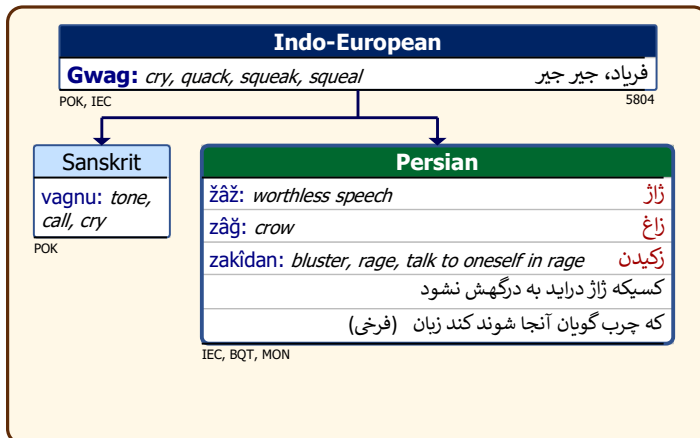 Indo-European
Gwag: cry, quack, squeak, squeal فریاد، جیر جیر
POK, IEC 5804
Sanskrit
vagnu: tone,
call, cry
POK
Persian
žâž: worthless speech ژاژ
zâğ: crow زاغ
zakîdan: bluster, rage, talk to oneself in rage زکیدن
کسیکه ژاژ دراید به درگهش نشود
که چرب گویان آنجا شوند کند زبان (فرخی)
IEC, BQT, MON